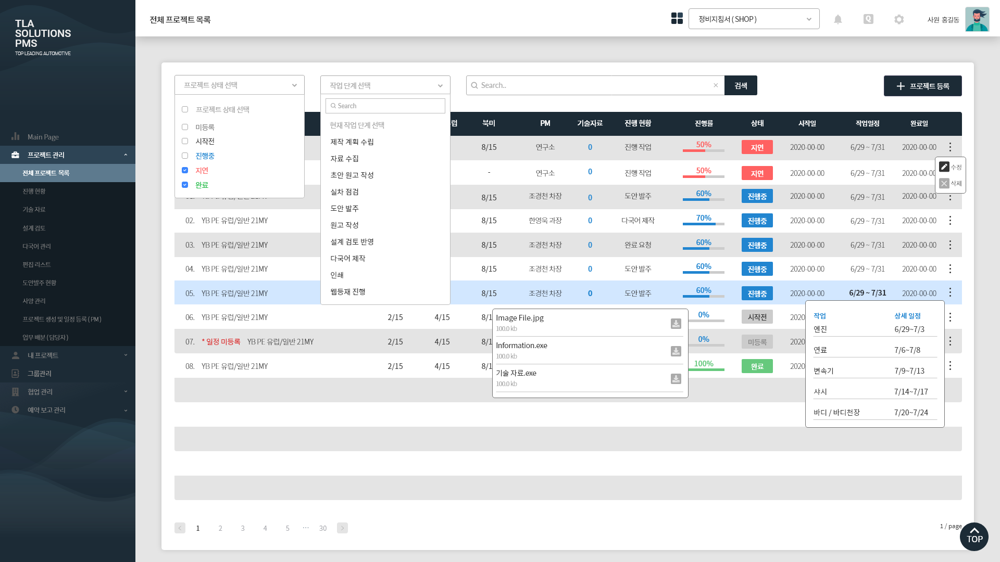 TLA
SOLUTIONS
PMS
TOP LEADING AUTOMOTIVE
전체 프로젝트 목록
정비지침서 ( SHOP )
Q
사원 홍길동
Main Page
프로젝트 관리
전체 프로젝트 목록
진행 현황
기술 자료
설계 검토
다국어 관리
편집 리스트
도안발주 현황
사양 관리
프로젝트 생성 및 일정 등록 ( PM )
업무 배분 ( 담당자 )
내 프로젝트
그룹관리
협업 관리
예약 보고 관리
프로젝트 상태 선택
프로젝트 상태 선택
미등록
시작전
진행중
지연
완료
작업 단계 선택
Search
현재 작업 단계 선택
제작 계획 수립
자료 수집
초안 원고 작성
실차 점검
도안 발주
원고 작성
설계 검토 반영
다국어 제작
인쇄
웹등재 진행
Search..
검색
프로젝트 등록
럽 북미 PM 기술자료 진행 현황 진행률 상태 시작일 작업일정 완료일
8/15 연구소 0 진행 작업 50% 지연 2020-00-00 6/29 ~ 7/31 2020-00-00
- 연구소 0 진행 작업 50% 지연 2020-00-00 6/29 ~ 7/31 2020-00-00
수정
삭제
8/15 조경천 차장 0 도안 발주 60% 진행중 2020-00-00 6/29 ~ 7/31 2020-00-00
02. YB PE 유럽/일반 21MY 8/15 한영욱 과장 0 다국어 제작 70% 진행중 2020-00-00 6/29 ~ 7/31 2020-00-00
03. YB PE 유럽/일반 21MY 8/15 조경천 차장 0 완료 요청 60% 진행중 2020-00-00 6/29 ~ 7/31 2020-00-00
04. YB PE 유럽/일반 21MY 8/15 조경천 차장 0 도안 발주 60% 진행중 2020-00-00 6/29 ~ 7/31 2020-00-00
05. YB PE 유럽/일반 21MY 8/15 조경천 차장 0 도안 발주 60% 진행중 2020-00-00 6/29 ~ 7/31 2020-00-00
06. YB PE 유럽/일반 21MY 2/15 4/15 8/1 0% 시작전 2020
07. * 일정 미등록 YB PE 유럽/일반 21MY 2/15 4/15 8/1 0% 미등록 2020
08. YB PE 유럽/일반 21MY 2/15 4/15 8/1 100% 완료 2020
Image File.jpg
100.0 kb
Information.exe
100.0 kb
기술 자료.exe
100.0 kb
작업 상세 일정
엔진 6/29~7/3
연료 7/6~7/8
변속기 7/9~7/13
샤시 7/14~7/17
바디 / 바디천장 7/20~7/24
1 2 3 4 5 ··· 30
1 / page
TOP